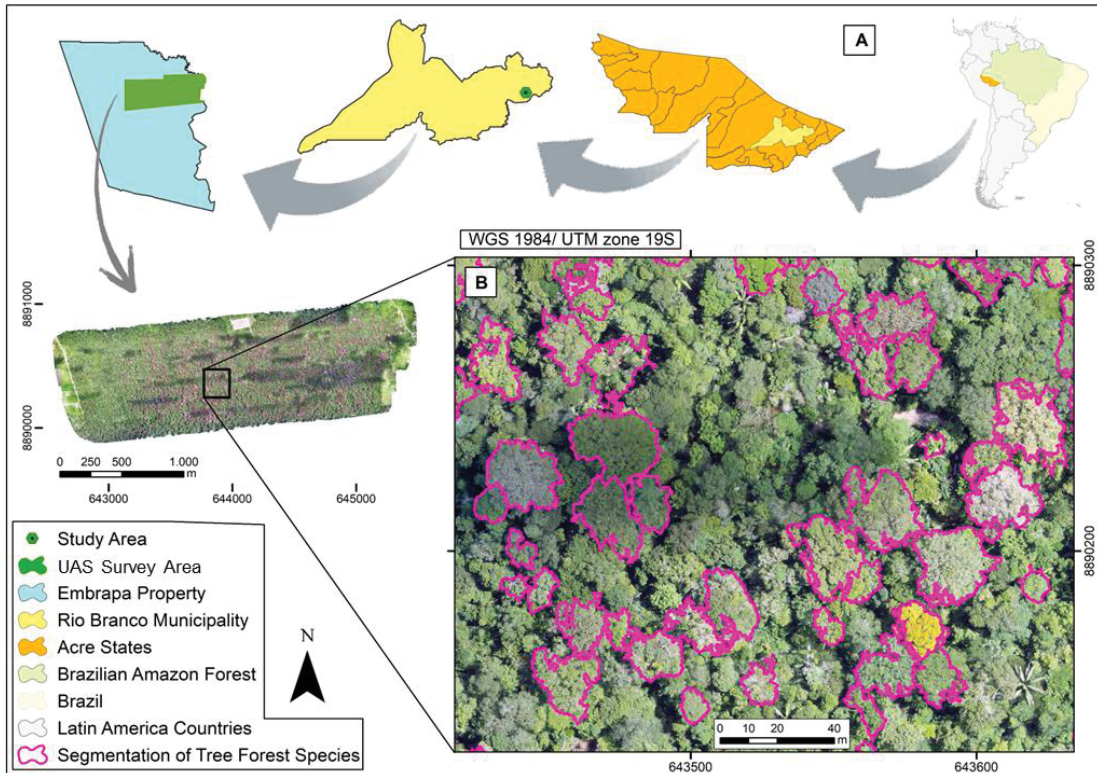 A
WGS 1984/ UTM zone 19S
B
8890300
8890200
643500
643600
0 10 20 40
m
8891000
8890000
0 250 500 1.000
m
643000 644000 645000
Study Area
UAS Survey Area
Embrapa Property
Rio Branco Municipality
Acre States
Brazilian Amazon Forest
Brazil
Latin America Countries
Segmentation of Tree Forest Species
N